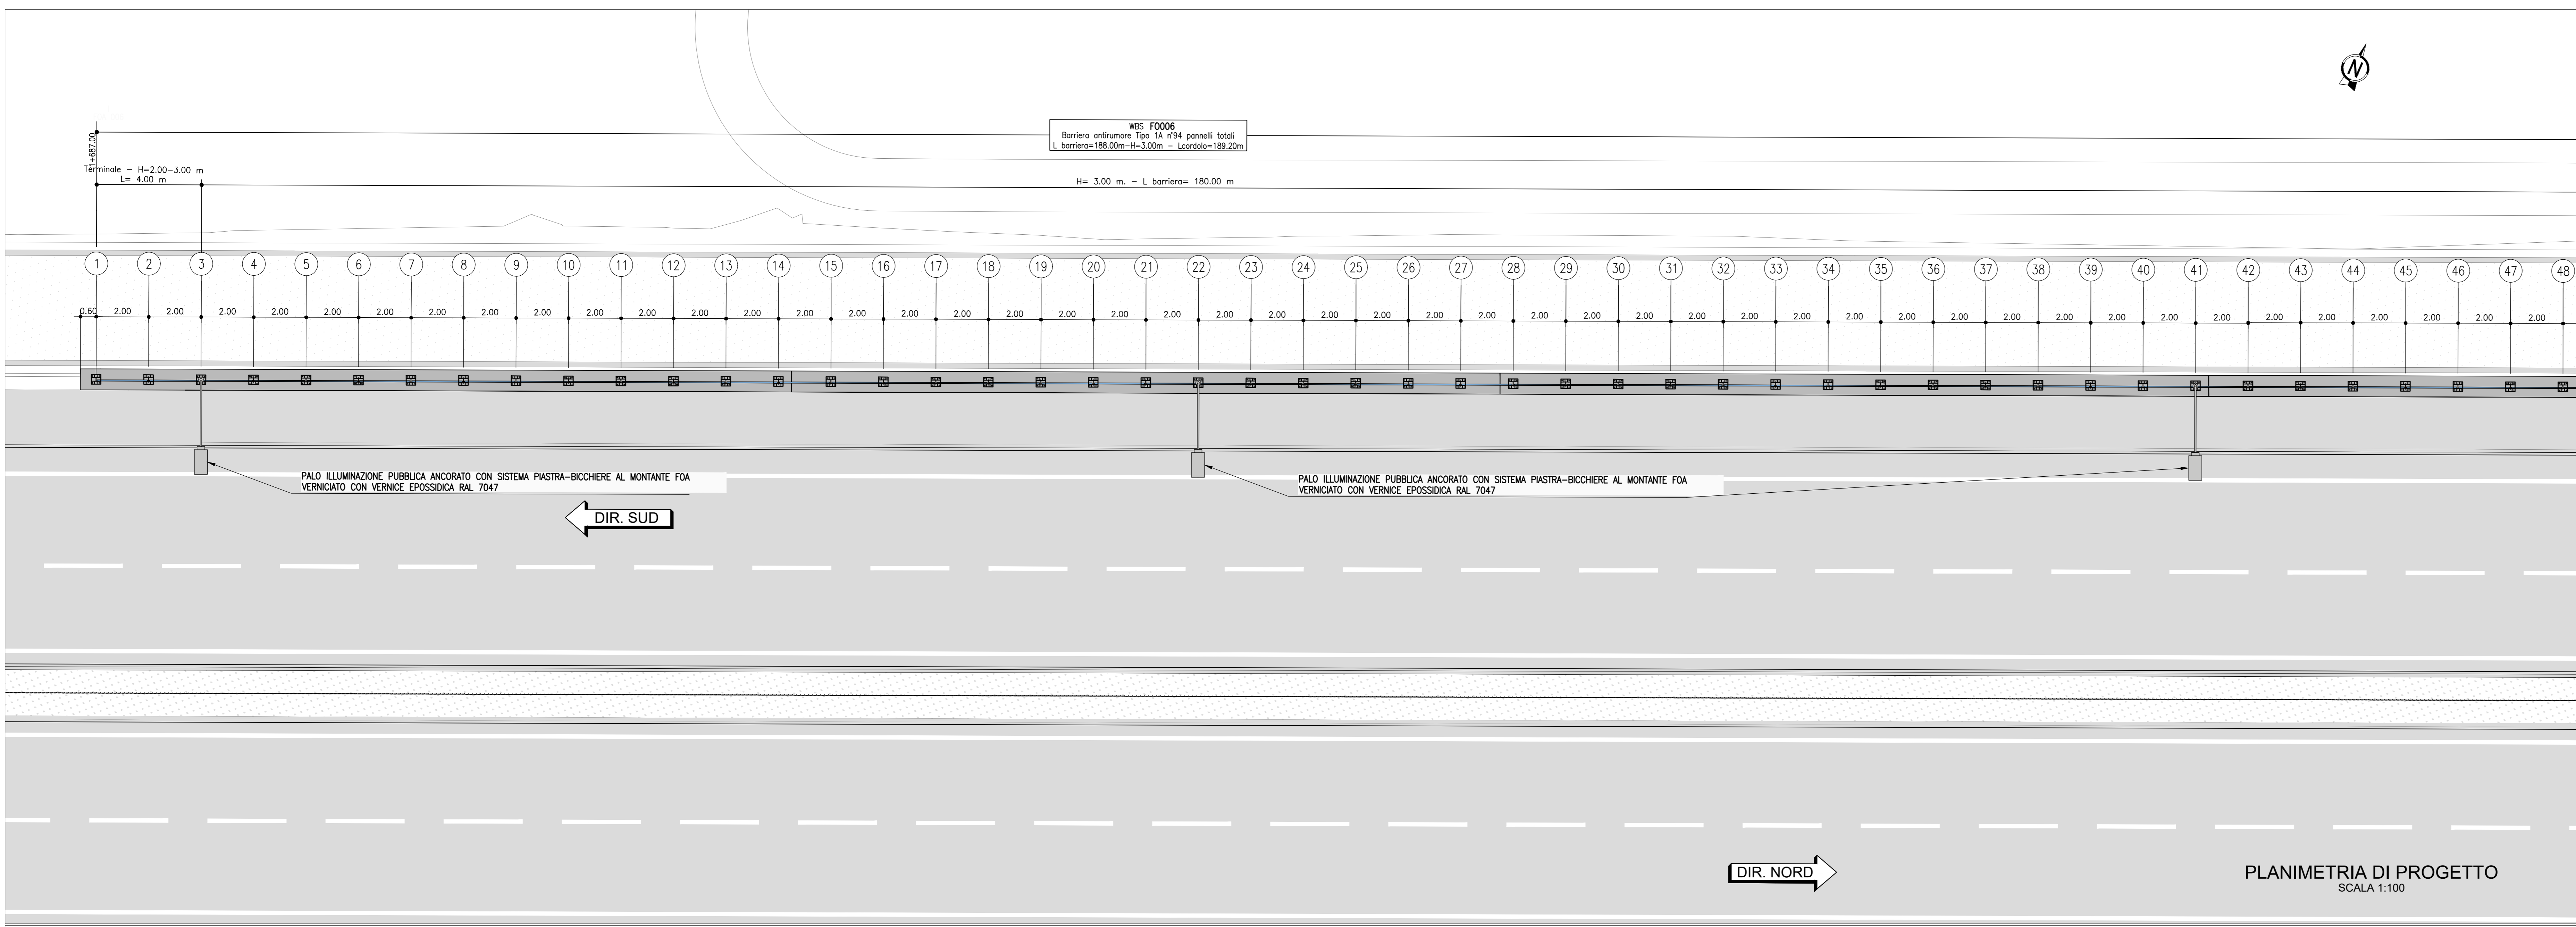 N
WBS F0006
Barriera antirumore Tipo 1A n°94 pannelli totali
L barriera=188.00m-H=3.00m - Lcordolo=189.20m
1+687.00
Terminale - H=2.00-3.00 m
L= 4.00 m
H= 3.00 m. - L barriera= 180.00 m
1 2 3 4 5 6 7 8 9 10 11 12 13 14 15 16 17 18 19 20 21 22 23 24 25 26 27 28 29 30 31 32 33 34 35 36 37 38 39 40 41 42 43 44 45 46 47 48
0.60 2.00 2.00 2.00 2.00 2.00 2.00 2.00 2.00 2.00 2.00 2.00 2.00 2.00 2.00 2.00 2.00 2.00 2.00 2.00 2.00 2.00 2.00 2.00 2.00 2.00 2.00 2.00 2.00 2.00 2.00 2.00 2.00 2.00 2.00 2.00 2.00 2.00 2.00 2.00 2.00 2.00 2.00 2.00 2.00 2.00 2.00 2.00
PALO ILLUMINAZIONE PUBBLICA ANCORATO CON SISTEMA PIASTRA-BICCHIERE AL MONTANTE FOA
VERNICIATO CON VERNICE EPOSSIDICA RAL 7047
PALO ILLUMINAZIONE PUBBLICA ANCORATO CON SISTEMA PIASTRA-BICCHIERE AL MONTANTE FOA
VERNICIATO CON VERNICE EPOSSIDICA RAL 7047
DIR. SUD
DIR. NORD
PLANIMETRIA DI PROGETTO
SCALA 1:100